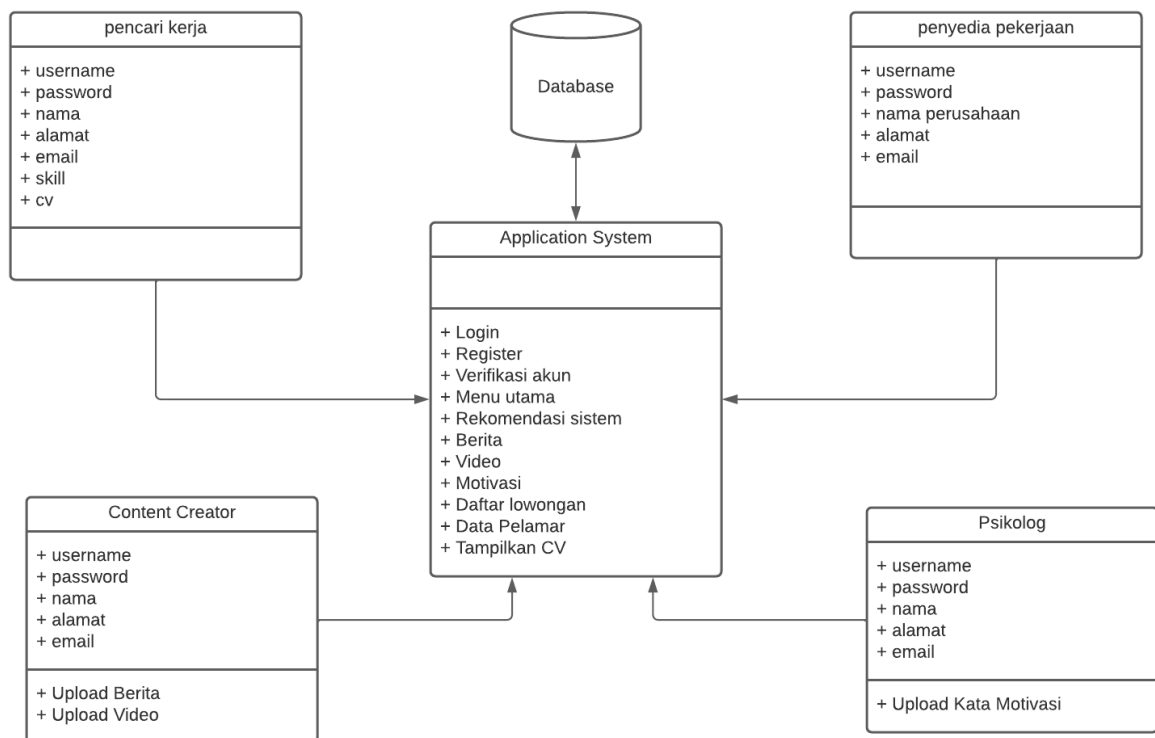 pencari kerja
+ username
+ password
+ nama
+ alamat
+ email
+ skill
+ cv
Database
penyedia pekerjaan
+ username
+ password
+ nama perusahaan
+ alamat
+ email
Application System
+ Login
+ Register
+ Verifikasi akun
+ Menu utama
+ Rekomendasi sistem
+ Berita
+ Video
+ Motivasi
+ Daftar lowongan
+ Data Pelamar
+ Tampilkan CV
Content Creator
+ username
+ password
+ nama
+ alamat
+ email
+ Upload Berita
+ Upload Video
Psikolog
+ username
+ password
+ nama
+ alamat
+ email
+ Upload Kata Motivasi